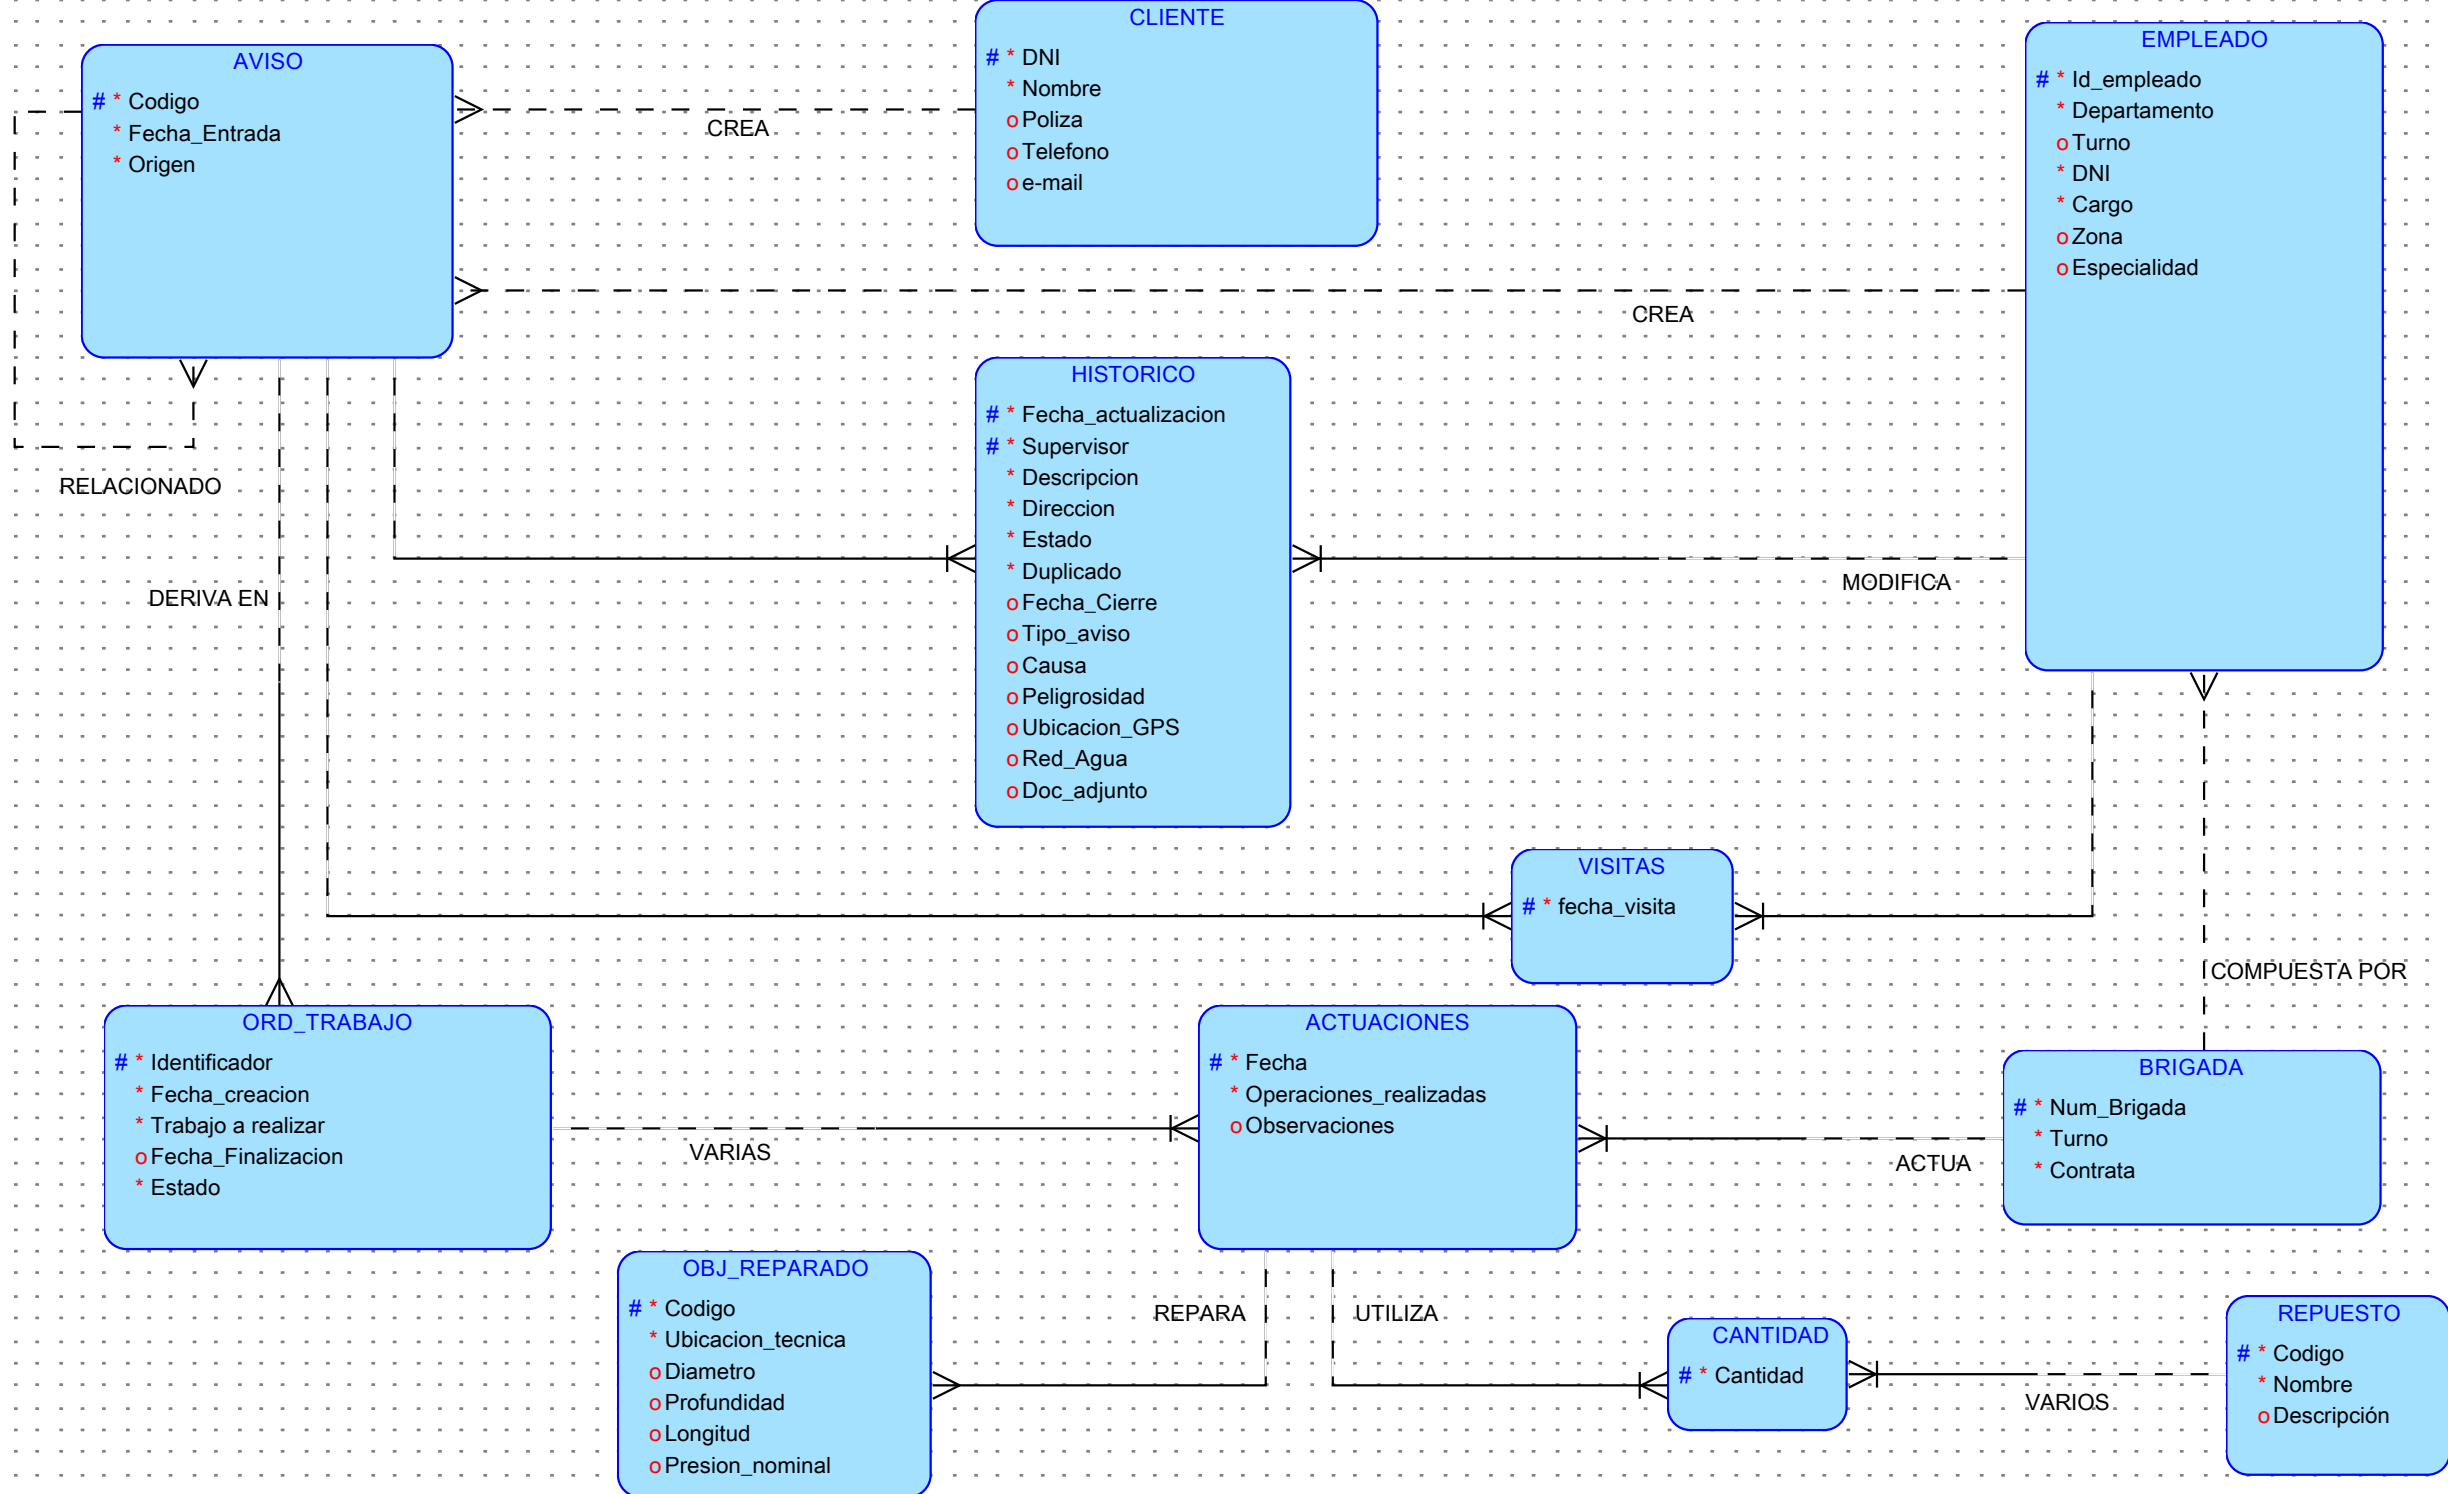 AVISO
# * Codigo
* Fecha_Entrada
* Origen
CREA
CLIENTE
# * DNI
* Nombre
o Poliza
o Telefono
o e-mail
EMPLEADO
# * Id_empleado
* Departamento
o Turno
* DNI
* Cargo
o Zona
o Especialidad
CREA
RELACIONADO
HISTORICO
# * Fecha_actualizacion
# * Supervisor
* Descripcion
* Direccion
* Estado
* Duplicado
o Fecha_Cierre
o Tipo_aviso
o Causa
o Peligrosidad
o Ubicacion_GPS
o Red_Agua
o Doc_adjunto
DERIVA EN
MODIFICA
VISITAS
# * fecha_visita
COMPUESTA POR
ORD_TRABAJO
# * Identificador
* Fecha_creacion
* Trabajo a realizar
o Fecha_Finalizacion
* Estado
VARIAS
ACTUACIONES
# * Fecha
* Operaciones_realizadas
o Observaciones
ACTUA
BRIGADA
# * Num_Brigada
* Turno
* Contrata
OBJ_REPARADO
# * Codigo
* Ubicacion_tecnica
o Diametro
o Profundidad
o Longitud
o Presion_nominal
REPARA
UTILIZA
CANTIDAD
# * Cantidad
VARIOS
REPUESTO
# * Codigo
* Nombre
o Descripción